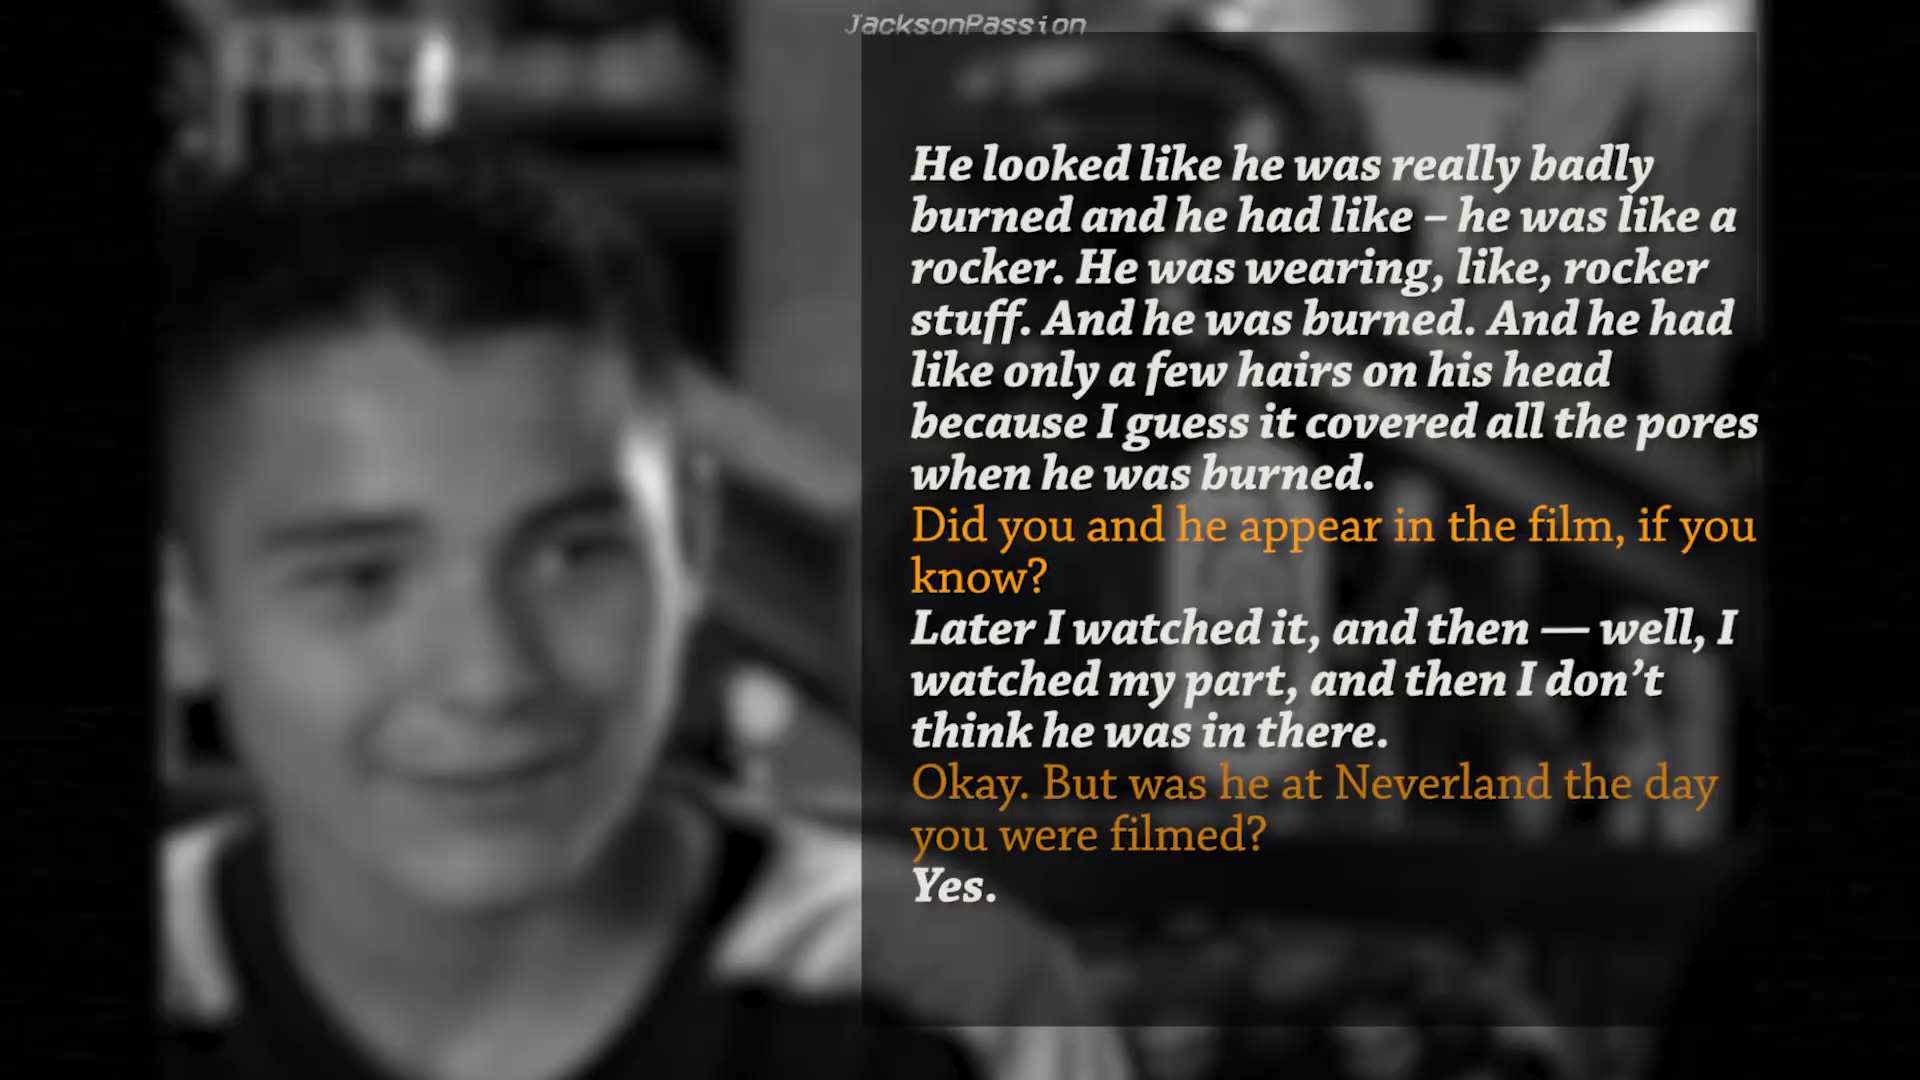 JacksonPassion
He looked like he was really badly
burned and he had like – he was like a
rocker. He was wearing, like, rocker
stuff. And he was burned. And he had
like only a few hairs on his head
because I guess it covered all the pores
when he was burned.
Did you and he appear in the film, if you
know?
Later I watched it, and then — well, I
watched my part, and then I don’t
think he was in there.
Okay. But was he at Neverland the day
you were filmed?
Yes.